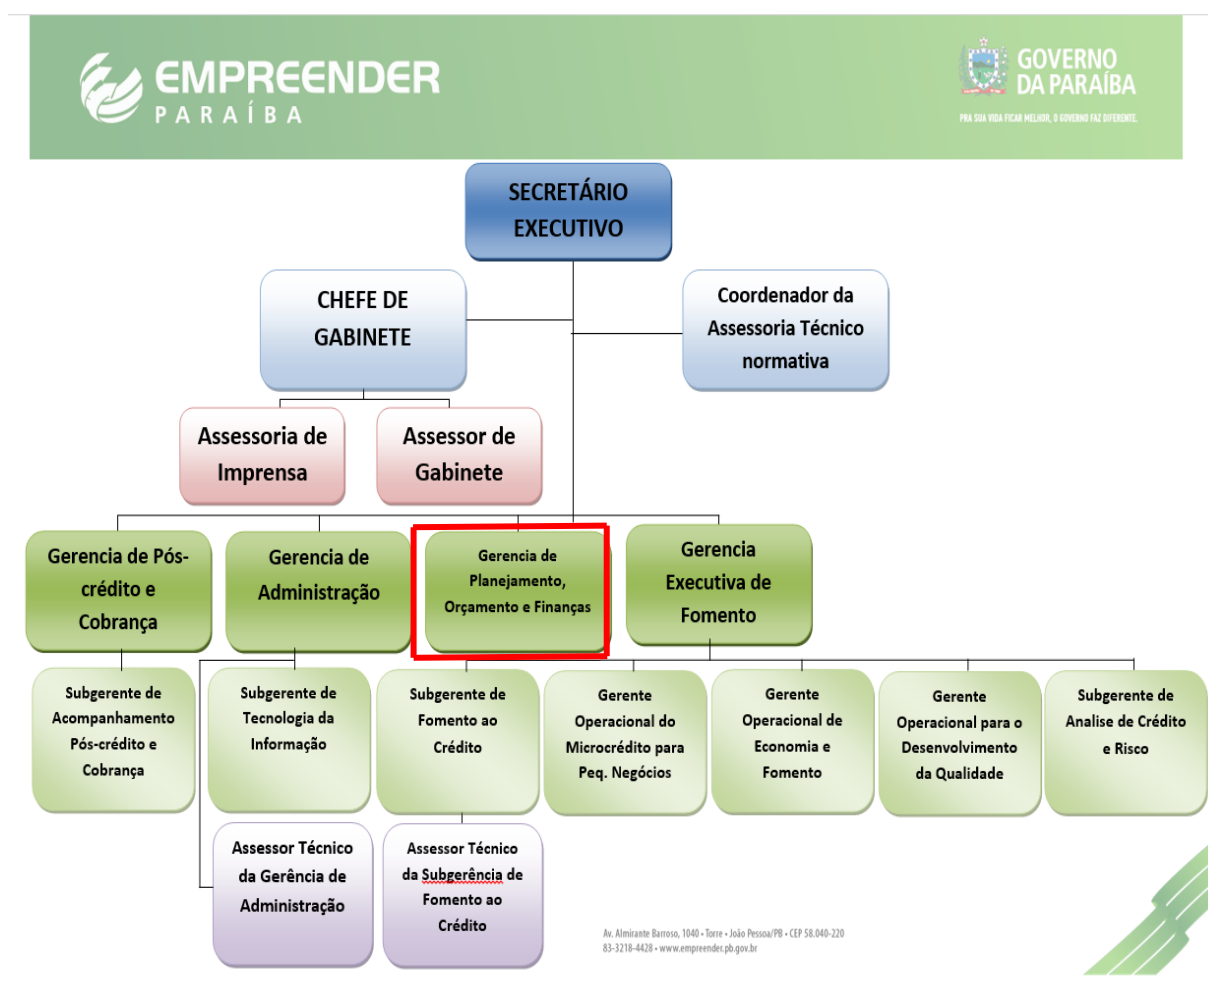 EMPREENDER
PARAÍBA
GOVERNO
DA PARAÍBA
PRA SUA VIDA FICAR MELHOR, O GOVERNO FAZ DIFERENTE.
SECRETÁRIO
EXECUTIVO
CHEFE DE
GABINETE
Coordenador da
Assessoria Técnico
normativa
Assessoria de
Imprensa
Assessor de
Gabinete
Gerencia de Pós-
crédito e
Cobrança
Gerencia de
Administração
Gerencia de
Planejamento,
Orçamento e Finanças
Gerencia
Executiva de
Fomento
Subgerente de
Acompanhamento
Pós-crédito e
Cobrança
Subgerente de
Tecnologia da
Informação
Subgerente de
Fomento ao
Crédito
Gerente
Operacional do
Microcrédito para
Peq. Negócios
Gerente
Operacional de
Economia e
Fomento
Gerente
Operacional para o
Desenvolvimento
da Qualidade
Subgerente de
Analise de Crédito
e Risco
Assessor Técnico
da Gerência de
Administração
Assessor Técnico
da Subgerência de
Fomento ao
Crédito
Av. Almirante Barroso, 1040 • Torre • João Pessoa/PB • CEP 58.040-220
83-3218-4428 • www.empreender.pb.gov.br